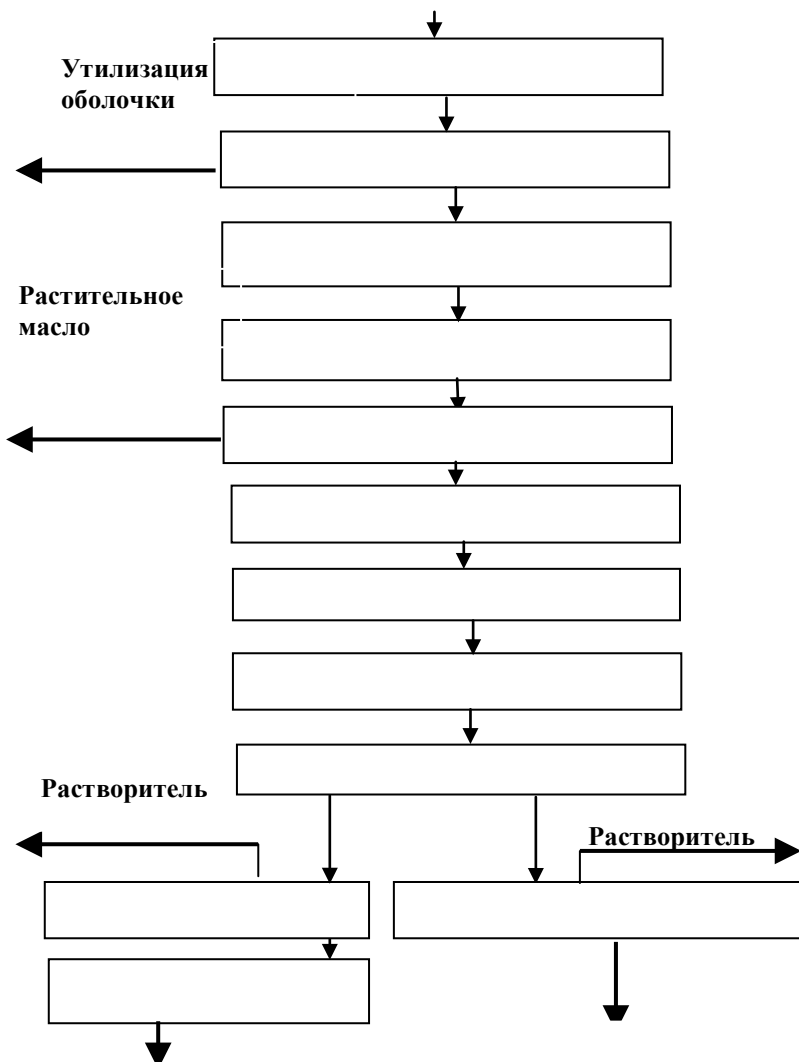 Утилизация
оболочки
Растительное
масло
Растворитель
Растворитель